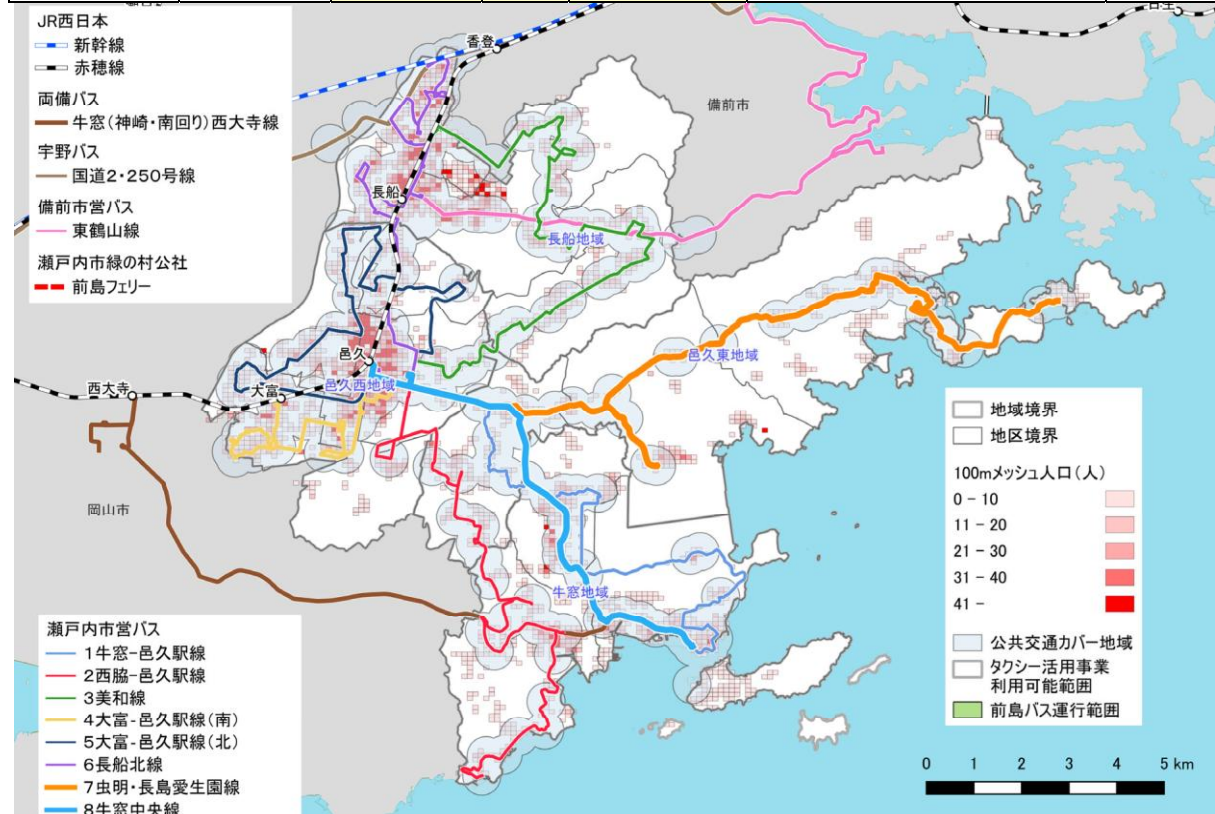 JR西日本
新幹線
赤穂線
両備バス
牛窓(神崎・南回り)西大寺線
宇野バス
国道2・250号線
備前市営バス
東鶴山線
瀬戸内市緑の村公社
前島フェリー
香登
備前市
長船
長船地域
邑久
邑久東地域
邑久西地域
大富
西大寺
岡山市
牛窓地域
地域境界
地区境界
100mメッシュ人口(人)
0 - 10
11 - 20
21 - 30
31 - 40
41 -
公共交通カバー地域
タクシー活用事業
利用可能範囲
前島バス運行範囲
瀬戸内市営バス
1牛窓-邑久駅線
2西脇-邑久駅線
3美和線
4大富-邑久駅線(南)
5大富-邑久駅線(北)
6長船北線
7虫明・長島愛生園線
8牛窓中央線
0 1 2 3 4 5 km